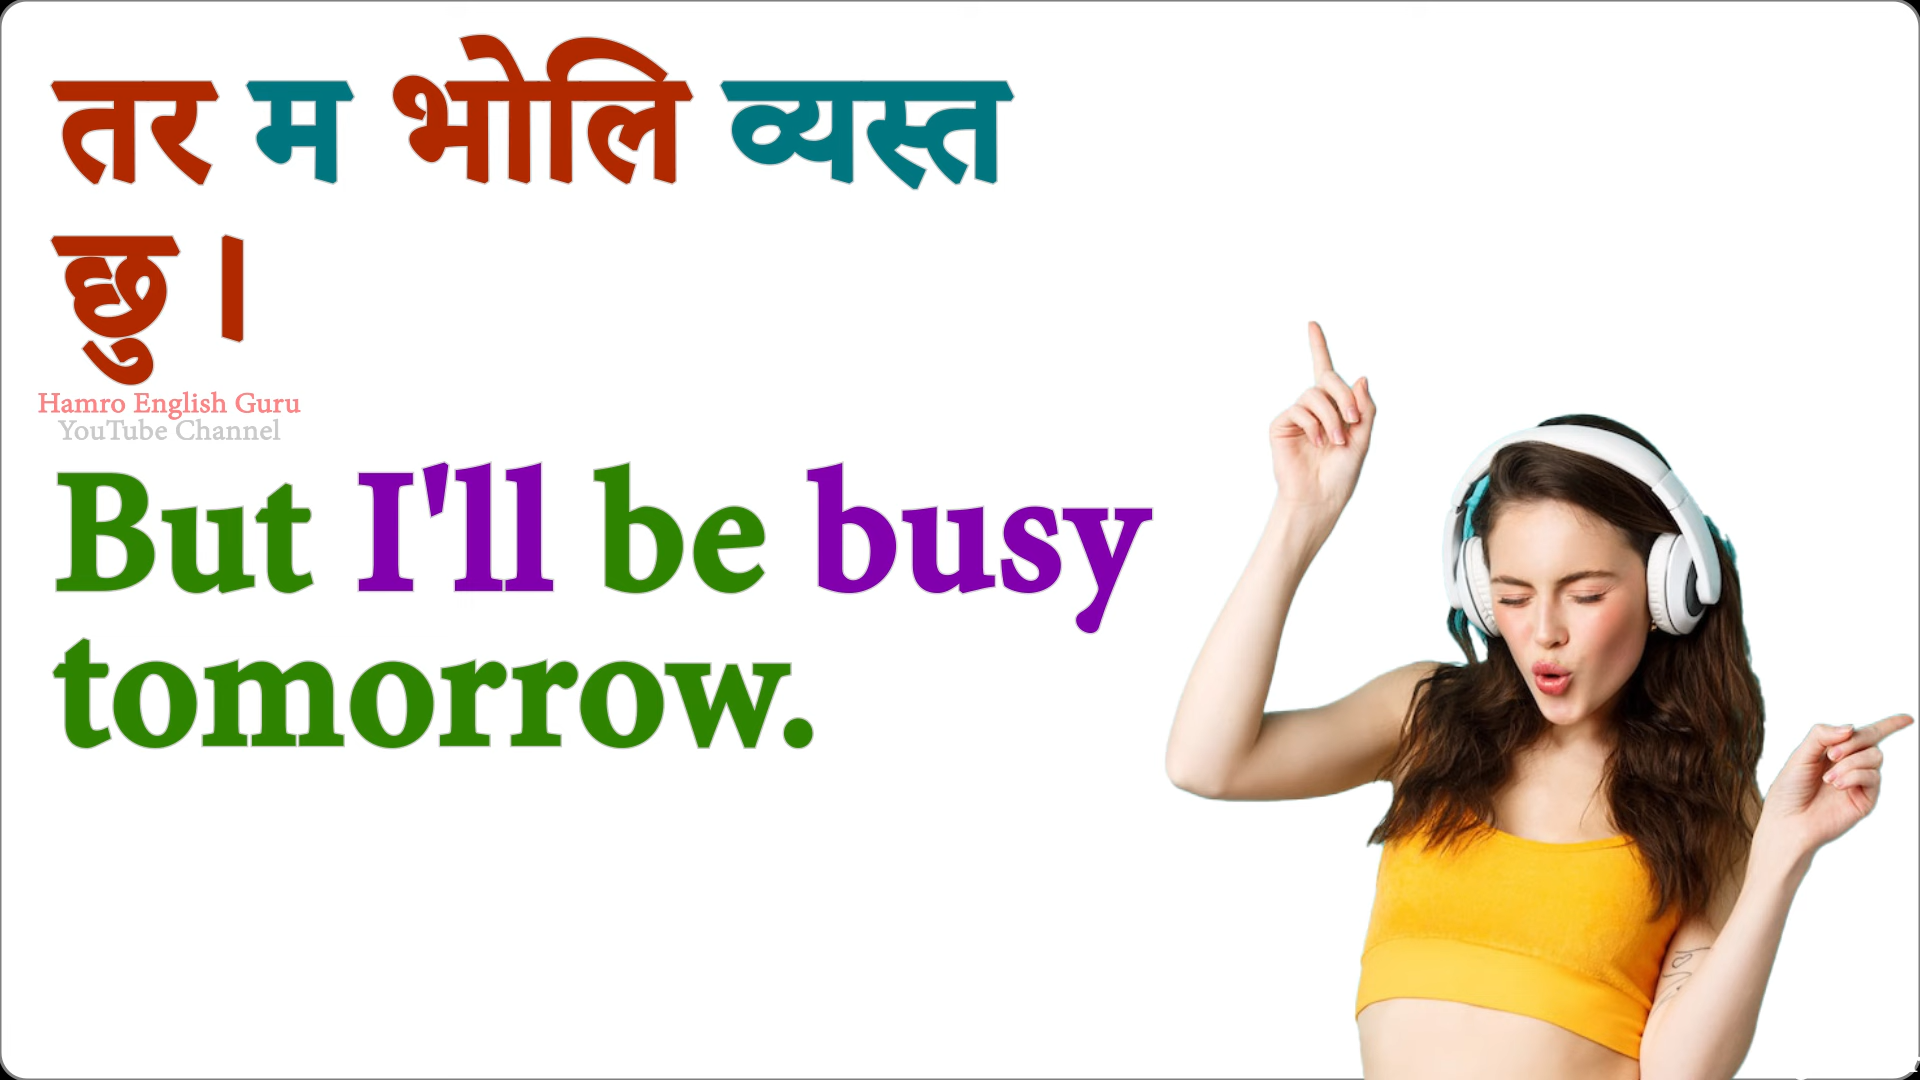 तर म भोलि व्यस्त
छु ।
Hamro English Guru
YouTube Channel
But I'll be busy
tomorrow.